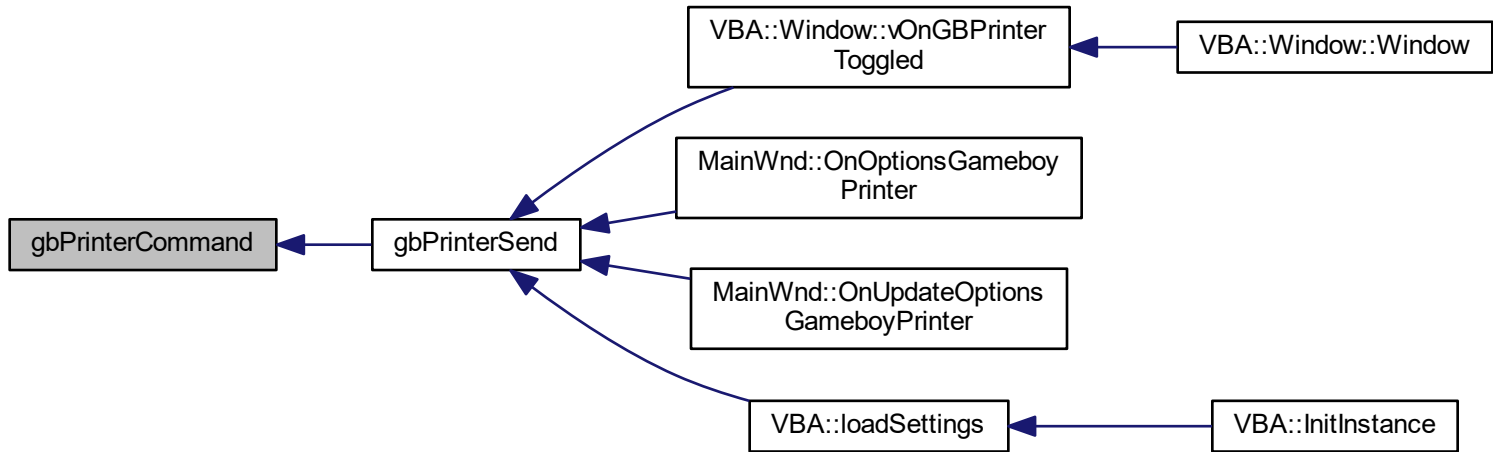 VBA::Window::vOnGBPrinter
Toggled
VBA::Window::Window
MainWnd::OnOptionsGameboy
Printer
gbPrinterCommand
gbPrinterSend
MainWnd::OnUpdateOptions
GameboyPrinter
VBA::loadSettings
VBA::InitInstance